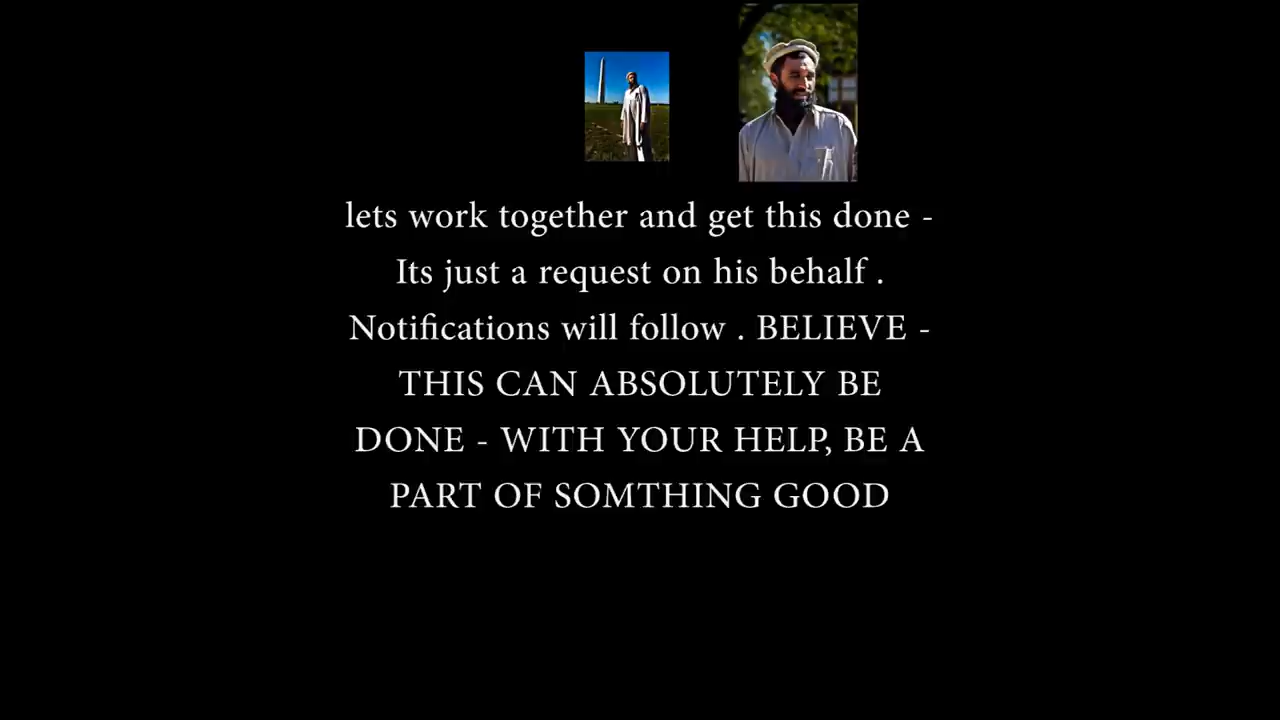 lets work together and get this done -
Its just a request on his behalf .
Notifications will follow . BELIEVE -
THIS CAN ABSOLUTELY BE
DONE - WITH YOUR HELP, BE A
PART OF SOMTHING GOOD